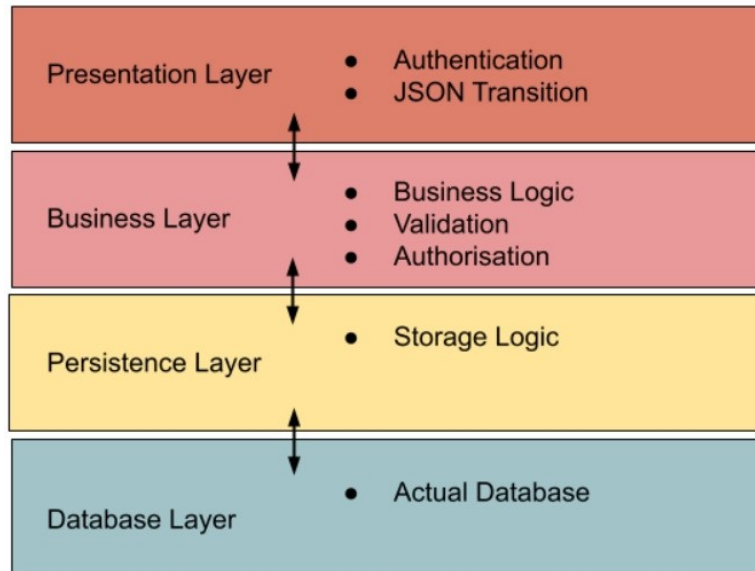 Presentation Layer
● Authentication
● JSON Transition
Business Layer
● Business Logic
● Validation
● Authorisation
Persistence Layer
● Storage Logic
Database Layer
● Actual Database